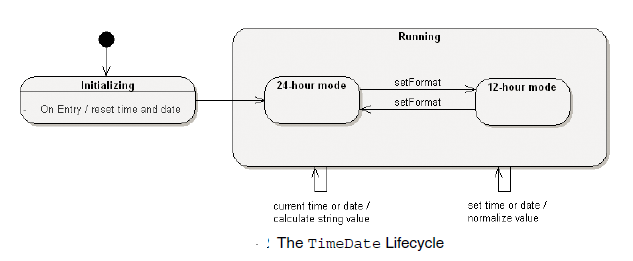 Running
Initializing
On Entry / reset time and date
24-hour mode
setFormat
setFormat
12-hour mode
current time or date /
calculate string value
set time or date /
normalize value
The TimeDate Lifecycle